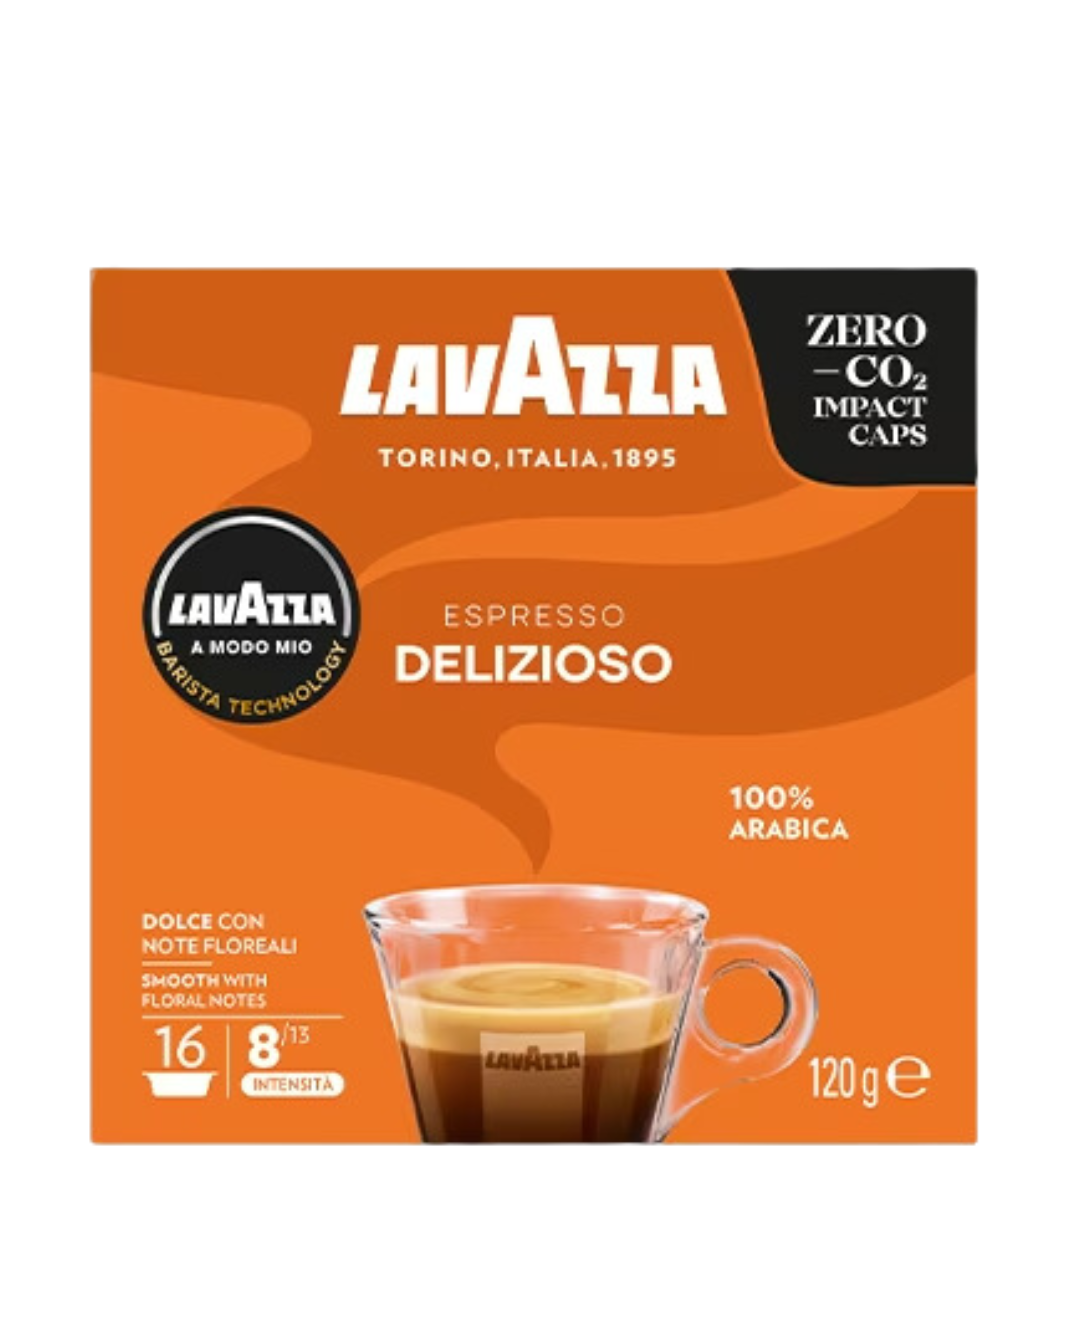 LAVAZZA
TORINO, ITALIA, 1895
ZERO
–CO₂
IMPACT
CAPS
LAVAZZA
A MODO MIO
BARISTA TECHNOLOGY
ESPRESSO
DELIZIOSO
100%
ARABICA
DOLCE CON
NOTE FLOREALI
SMOOTH WITH
FLORAL NOTES
16
8/13
INTENSITÀ
LAVAZZA
120 g ℮